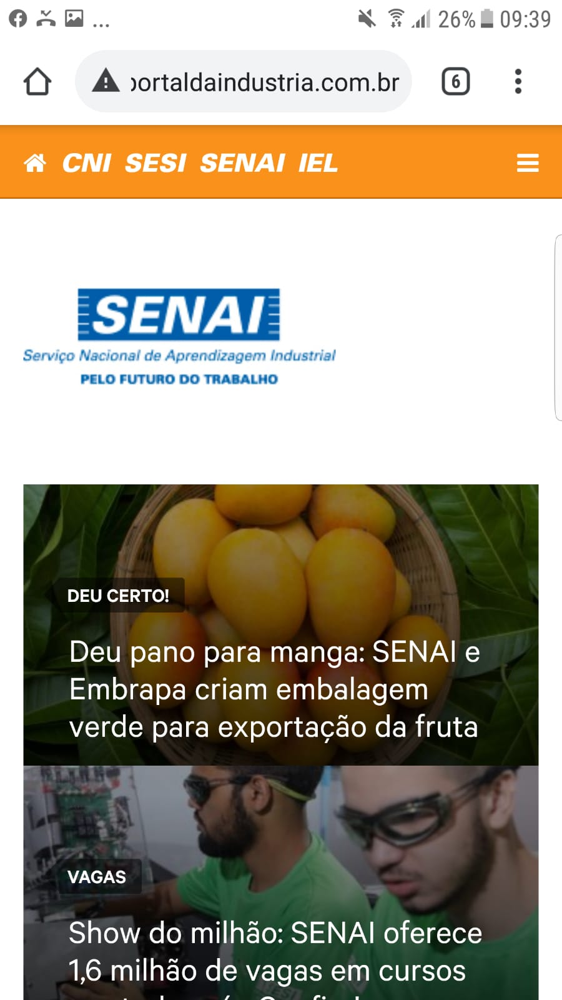 ... 26% 09:39
portaldaindustria.com.br 6
CNI SESI SENAI IEL
SENAI
Serviço Nacional de Aprendizagem Industrial
PELO FUTURO DO TRABALHO
DEU CERTO!
Deu pano para manga: SENAI e
Embrapa criam embalagem
verde para exportação da fruta
VAGAS
Show do milhão: SENAI oferece
1,6 milhão de vagas em cursos